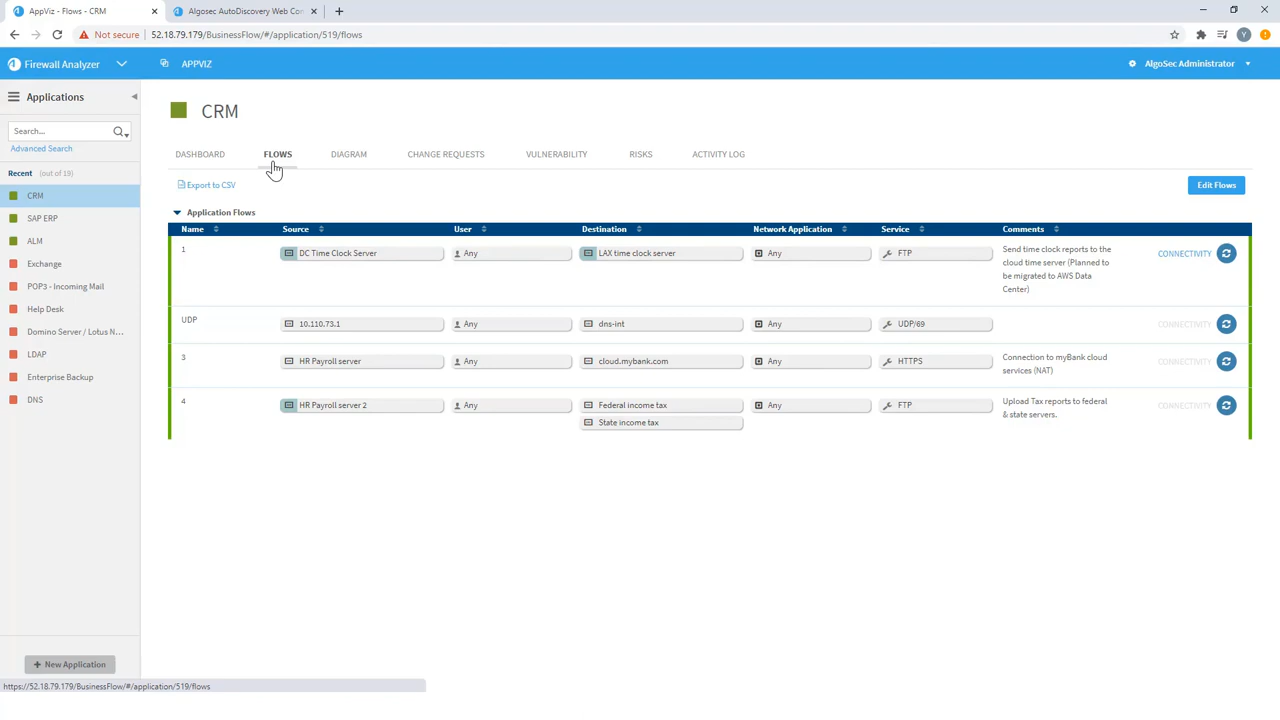 AppViz - Flows - CRM
Algosec AutoDiscovery Web Con
Not secure 52.18.79.179/BusinessFlow/#/application/519/flows
Y
Firewall Analyzer
APPVIZ
AlgoSec Administrator
Applications
Search...
Advanced Search
Recent (out of 19)
CRM
SAP ERP
ALM
Exchange
POP3 - Incoming Mail
Help Desk
Domino Server / Lotus N...
LDAP
Enterprise Backup
DNS
New Application
CRM
DASHBOARD FLOWS DIAGRAM CHANGE REQUESTS VULNERABILITY RISKS ACTIVITY LOG
Export to CSV
Edit Flows
Application Flows
Name Source User Destination Network Application Service Comments
1 DC Time Clock Server Any LAX time clock server Any FTP
Send time clock reports to the
cloud time server (Planned to
be migrated to AWS Data
Center)
CONNECTIVITY
UDP 10.110.73.1 Any dns-int Any UDP/69 CONNECTIVITY
3 HR Payroll server Any cloud.mybank.com Any HTTPS
Connection to myBank cloud
services (NAT)
CONNECTIVITY
4 HR Payroll server 2 Any Federal income tax Any FTP
State income tax
Upload Tax reports to federal
& state servers.
CONNECTIVITY
https://52.18.79.179/BusinessFlow/#/application/519/flows